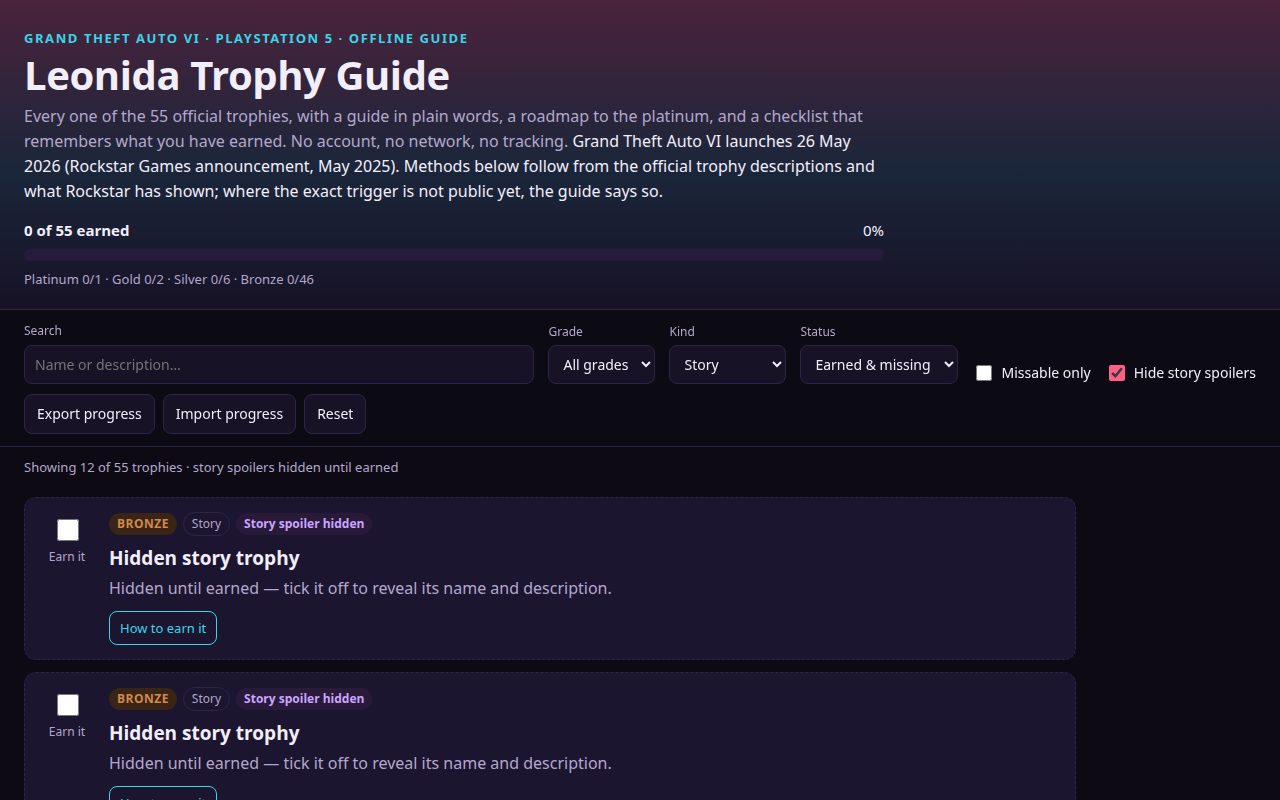 GRAND THEFT AUTO VI · PLAYSTATION 5 · OFFLINE GUIDE
Leonida Trophy Guide
Every one of the 55 official trophies, with a guide in plain words, a roadmap to the platinum, and a checklist that
remembers what you have earned. No account, no network, no tracking. Grand Theft Auto VI launches 26 May
2026 (Rockstar Games announcement, May 2025). Methods below follow from the official trophy descriptions and
what Rockstar has shown; where the exact trigger is not public yet, the guide says so.
0 of 55 earned 0%
Platinum 0/1 · Gold 0/2 · Silver 0/6 · Bronze 0/46
Search Grade Kind Status
Name or description... All grades Story Earned & missing Missable only Hide story spoilers
Export progress Import progress Reset
Showing 12 of 55 trophies · story spoilers hidden until earned
BRONZE Story Story spoiler hidden
Earn it
Hidden story trophy
Hidden until earned — tick it off to reveal its name and description.
How to earn it
BRONZE Story Story spoiler hidden
Earn it
Hidden story trophy
Hidden until earned — tick it off to reveal its name and description.